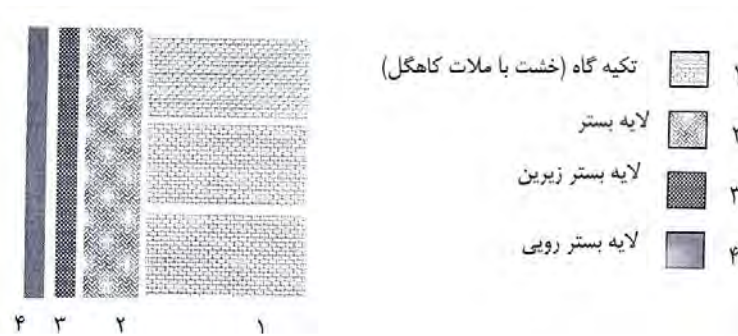 ۱ تکیه گاه (خشت با ملات کاهگل)
۲ لایه بستر
۳ لایه بستر زیرین
۴ لایه بستر رویی
۴ ۳ ۲ ۱